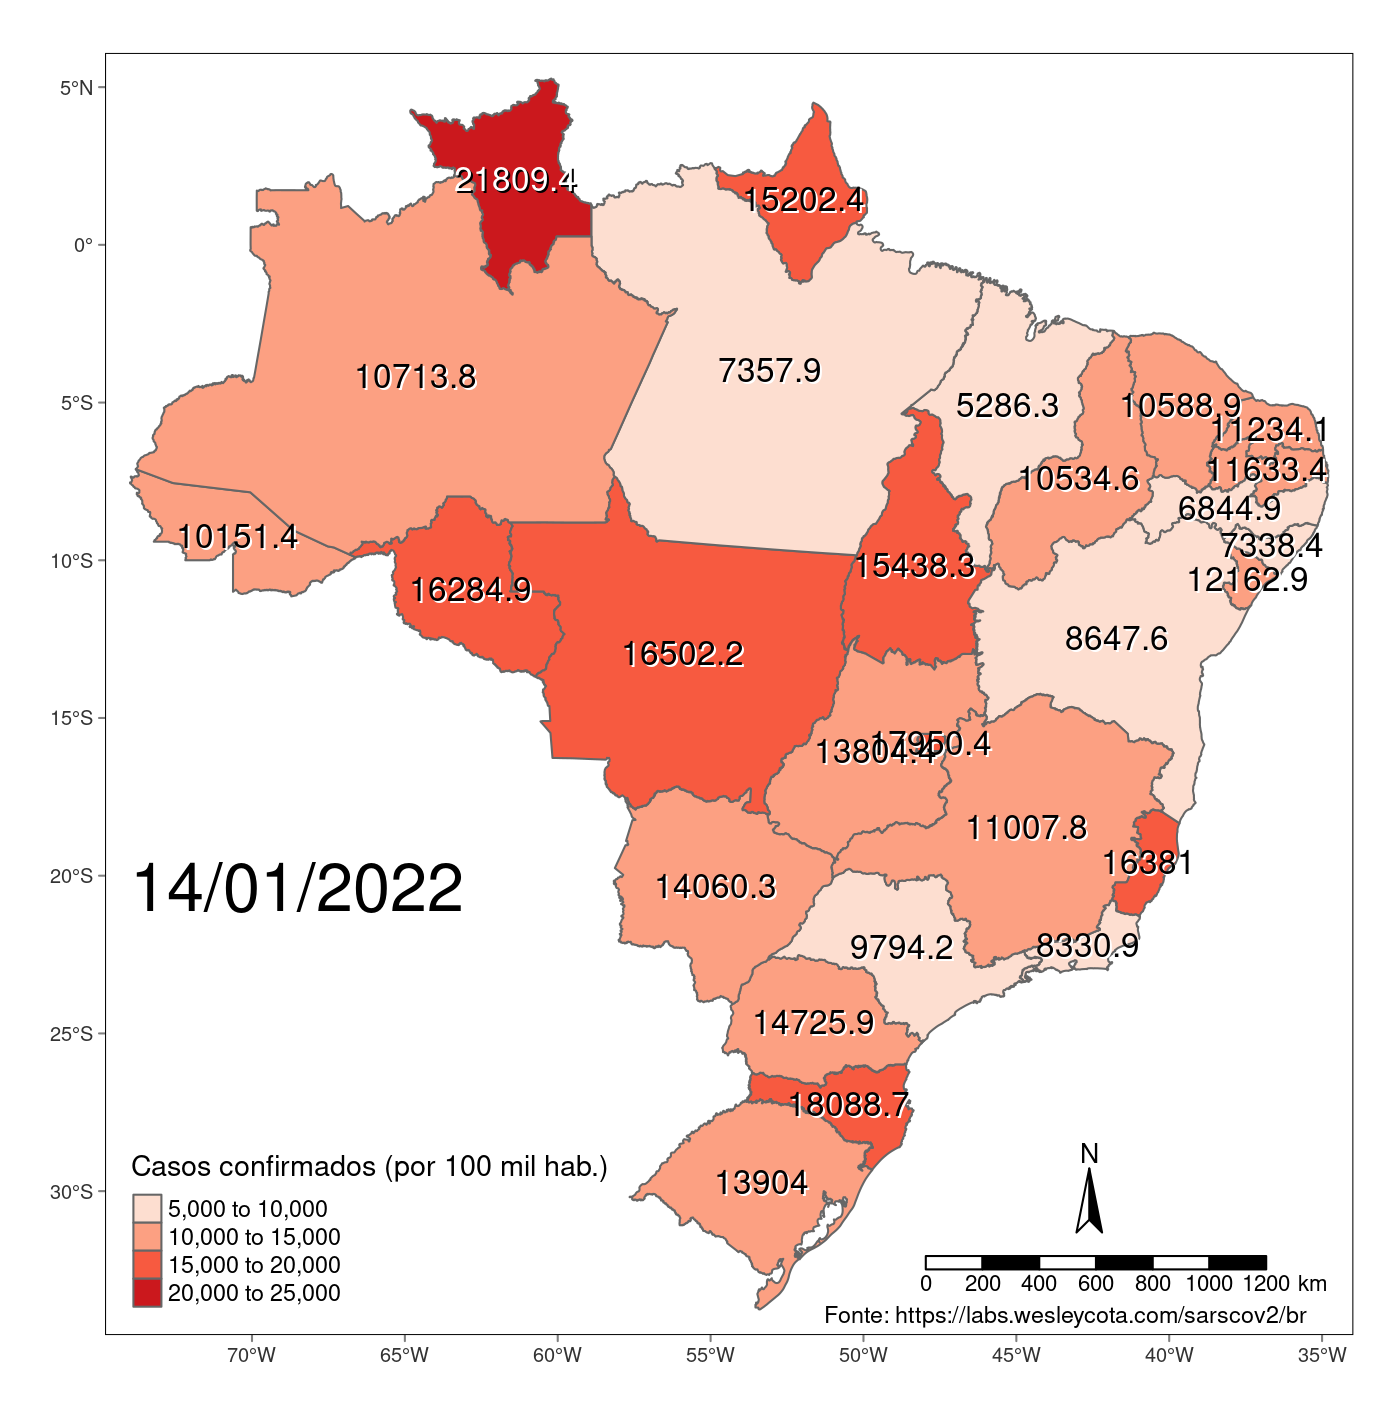 5°N
0°
5°S
10°S
15°S
20°S
25°S
30°S
21809.4
15202.4
10713.8
7357.9
5286.3
10588.9
11234.1
11633.4
10534.6
6844.9
10151.4
7338.4
15438.3
12162.9
16284.9
8647.6
16502.2
17950.4
13804.4
11007.8
16381
14060.3
14/01/2022
9794.2
8330.9
14725.9
18088.7
13904
Casos confirmados (por 100 mil hab.)
5,000 to 10,000
10,000 to 15,000
15,000 to 20,000
20,000 to 25,000
N
0 200 400 600 800 1000 1200 km
Fonte: https://labs.wesleycota.com/sarscov2/br
70°W 65°W 60°W 55°W 50°W 45°W 40°W 35°W